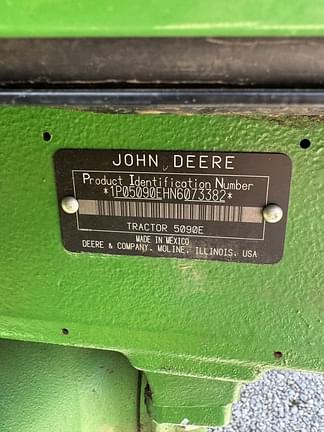 JOHN DEERE
Product Identification Number
*1P05090EHN6073382*
TRACTOR 5090E
MADE IN MEXICO
DEERE & COMPANY, MOLINE, ILLINOIS, USA